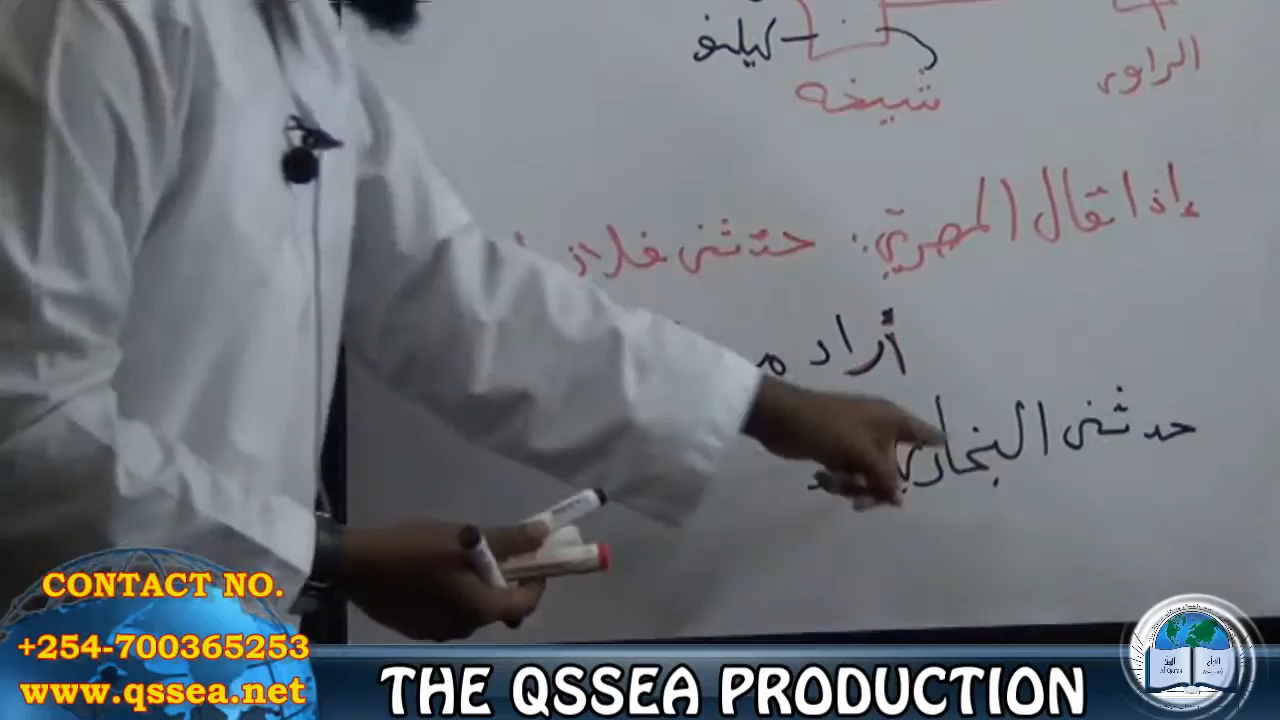 الراوي
كيلنو
شيخه
إذا قال المصري: حدثني فلان
أراد
حدثني البخاري
CONTACT NO.
+254-700365253
www.qssea.net
THE QSSEA PRODUCTION